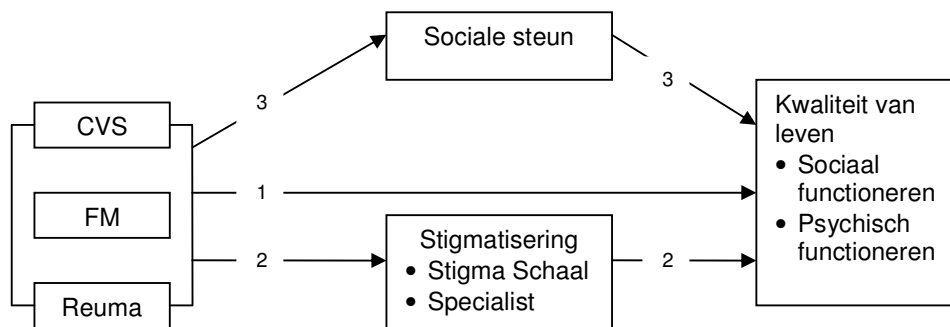 Sociale steun
3
3
CVS
Kwaliteit van
leven
• Sociaal
functioneren
• Psychisch
functioneren
1
FM
Stigmatisering
• Stigma Schaal
• Specialist
2
2
Reuma